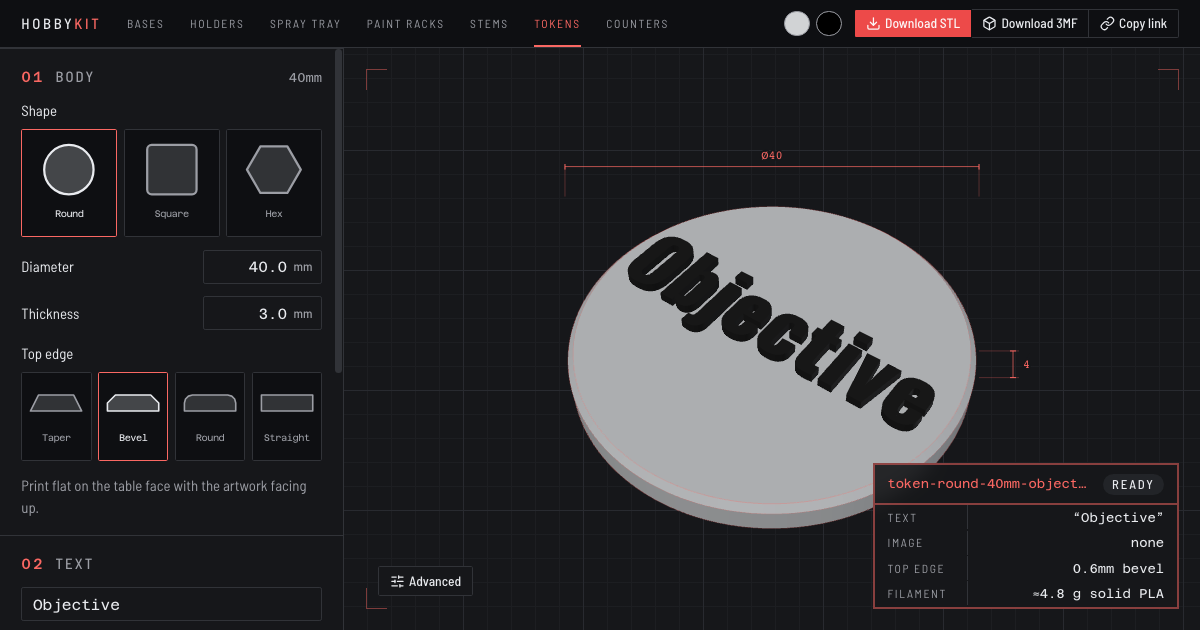 HOBBYKIT BASES HOLDERS SPRAY TRAY PAINT RACKS STEMS TOKENS COUNTERS Download STL Download 3MF Copy link
01 BODY 40mm
Shape
Round Square Hex
Diameter 40.0 mm
Thickness 3.0 mm
Top edge
Taper Bevel Round Straight
Print flat on the table face with the artwork facing
up.
02 TEXT
Objective
Ø40
Objective
4
Advanced
token-round-40mm-object… READY
TEXT “Objective”
IMAGE none
TOP EDGE 0.6mm bevel
FILAMENT ≈4.8 g solid PLA